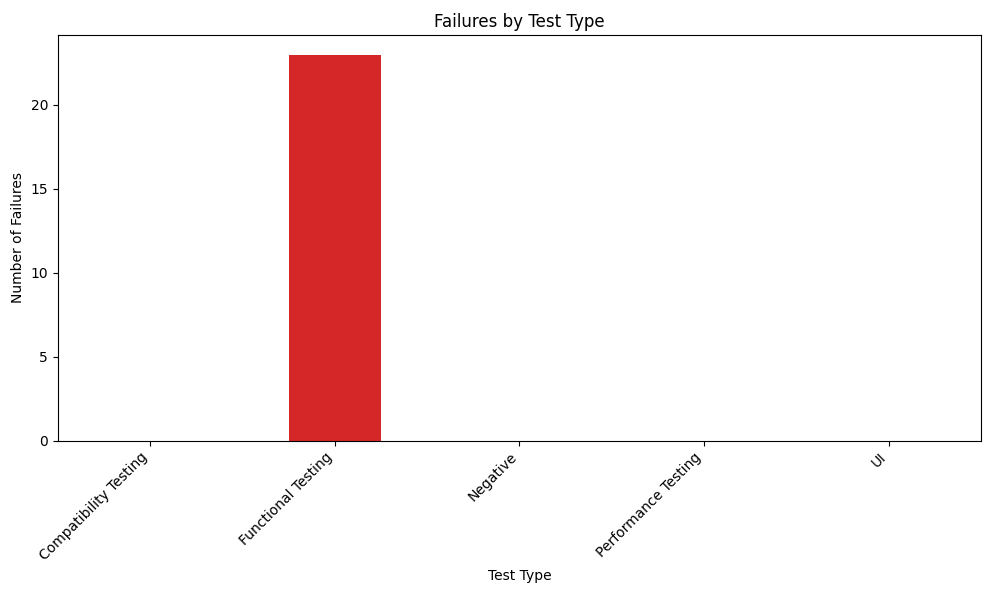 Failures by Test Type
Number of Failures
20
15
10
5
0
Compatibility Testing
Functional Testing
Negative
Performance Testing
UI
Test Type